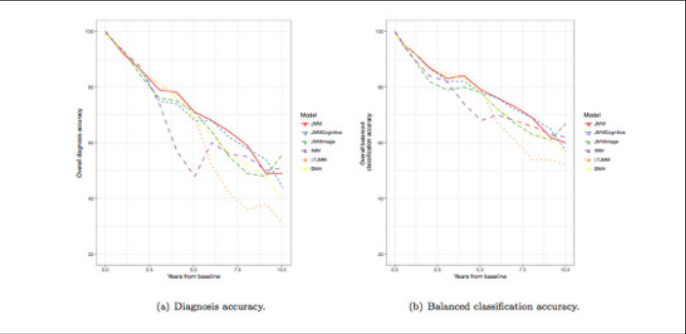 100
80
60
40
20
0.0
2.5
5.0
7.5
10.0
Overall diagnosis accuracy
Years from baseline
Model
JMM
JMMCognitive
JMMImage
IMM
LTJMM
BMA
(a) Diagnosis accuracy.
100
80
60
40
20
0.0
2.5
5.0
7.5
10.0
Overall balanced
classification accuracy
Years from baseline
Model
JMM
JMMCognitive
JMMImage
IMM
LTJMM
BMA
(b) Balanced classification accuracy.